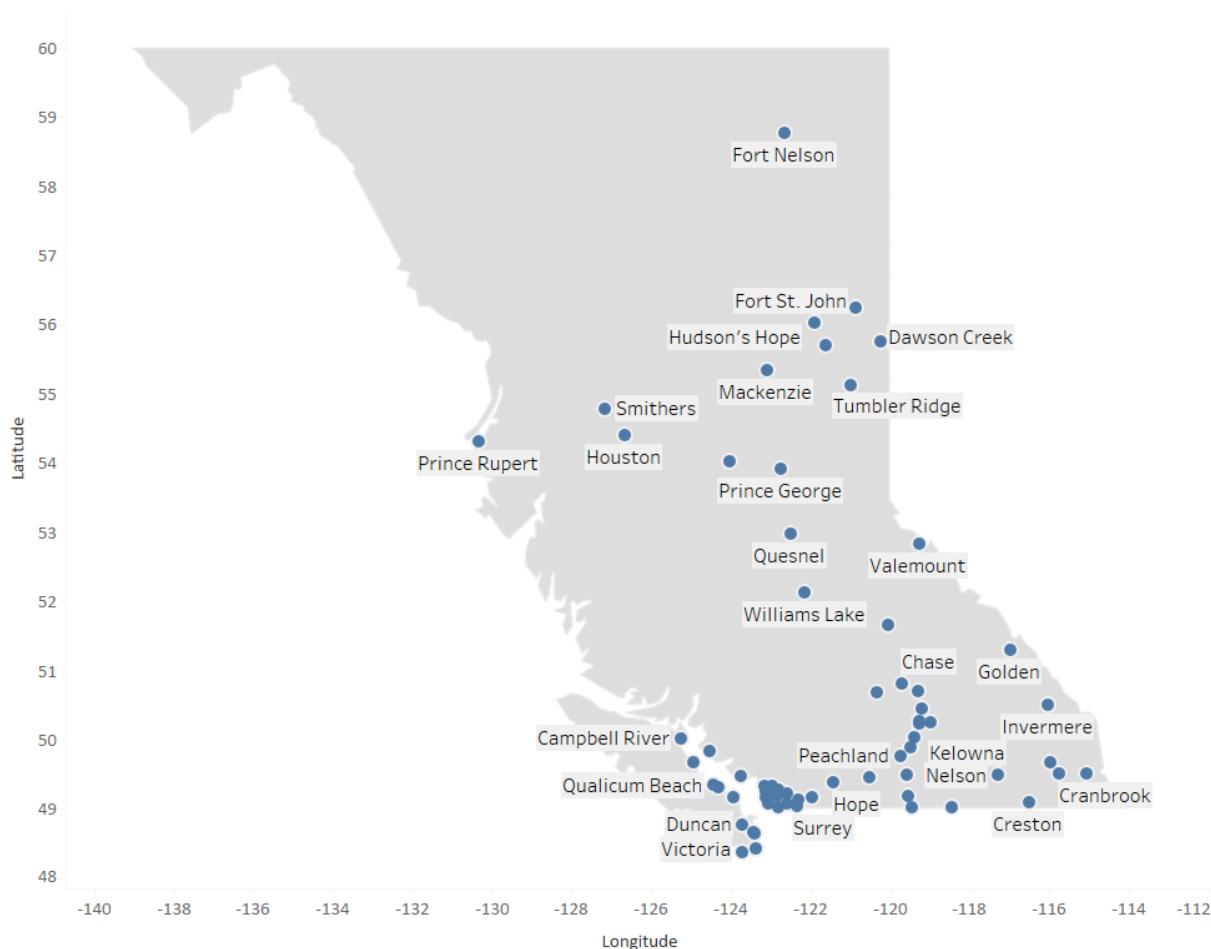 60
59
Fort Nelson
58
57
Fort St. John
56
Hudson's Hope
Dawson Creek
Mackenzie
55
Tumbler Ridge
Smithers
Houston
Prince Rupert
54
Prince George
53
Quesnel
Valemount
52
Williams Lake
51
Chase
Golden
Invermere
50
Campbell River
Peachland
Kelowna
Nelson
Qualicum Beach
Cranbrook
49
Hope
Duncan
Surrey
Creston
Victoria
48
Latitude
-140
-138
-136
-134
-132
-130
-128
-126
-124
-122
-120
-118
-116
-114
-112
Longitude